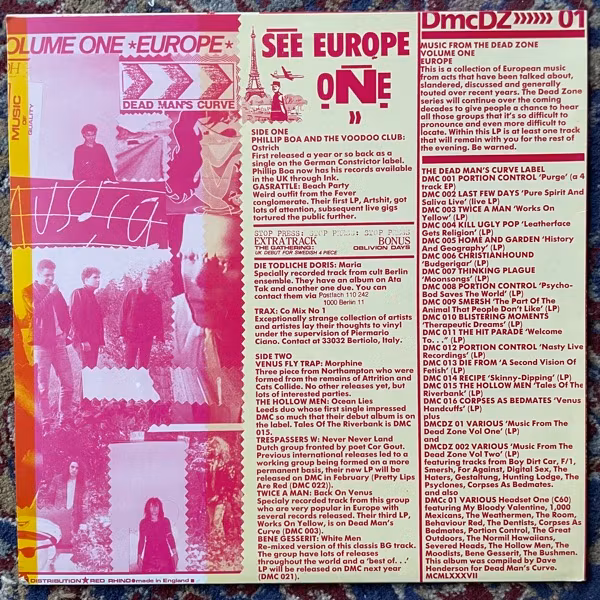 OLUME ONE ★EUROPE★
MUSIC
OF
QUALITY
DEAD MAN'S CURVE
DISTRIBUTION★RED RHINO●made in England
SEE EUROPE
ONE
SIDE ONE
PHILLIP BOA AND THE VOODOO CLUB:
Ostrich
First released a year or so back as a
single on the German Constrictor label.
Phillip Boa now has his records available
in the UK through Ink.
GASRATTLE: Beach Party
Weird outfit from the Fever
conglomerate. Their first LP, Artshit, got
lots of attention, subsequent live gigs
tortured the public further.
STOP PRESS: STOP PRESS: STOP PRESS
EXTRA TRACK BONUS
THE GATHERING: OBLIVION DAYS
UK DEBUT FOR SWEDISH 4 PIECE
DIE TODLICHE DORIS: Maria
Specially recorded track from cult Berlin
ensemble. They have an album on Ata
Tak and another one due. You can
contact them via Postfach 110 242
1000 Berlin 11
TRAX: Co Mix No 1
Exceptionally strange collection of artists
and artistes lay their thoughts to vinyl
under the supervision of Piermario
Ciano. Contact at 33032 Bertiolo, Italy.
SIDE TWO
VENUS FLY TRAP: Morphine
Three piece from Northampton who were
formed from the remains of Attrition and
Cats Collide. No other releases yet, but
lots of interested parties.
THE HOLLOW MEN: Ocean Lies
Leeds duo whose first single impressed
DMC so much that their debut album is on
the label. Tales Of The Riverbank is DMC
015.
TRESPASSERS W: Never Never Land
Dutch group fronted by poet Cor Gout.
Previous international releases led to a
working group being formed on a more
permanent basis, their new LP will be
released on DMC in February (Pretty Lips
Are Red (DMC 022)).
TWICE A MAN: Back On Venus
Specialy recorded track from this group
who are very popular in Europe with
several records released. Their third LP,
Works On Yellow, is on Dead Man's
Curve (DMC 003).
BENE GESSERIT: White Men
Re-mixed version of this classic BG track.
The group have lots of releases
throughout the world and a 'best of. . .'
LP will be released on DMC next year
(DMC 021).
DmcDZ 01
MUSIC FROM THE DEAD ZONE
VOLUME ONE
EUROPE
This is a collection of European music
from acts that have been talked about,
slandered, discussed and generally
touted over recent years. The Dead Zone
series will continue over the coming
decades to give people a chance to hear
all those groups that it's so difficult to
pronounce and even more difficult to
locate. Within this LP is at least one track
that will remain with you for the rest of
the evening. Be warned.
THE DEAD MAN'S CURVE LABEL
DMC 001 PORTION CONTROL 'Purge' (a 4
track EP)
DMC 002 LAST FEW DAYS 'Pure Spirit And
Saliva Live' (live LP)
DMC 003 TWICE A MAN 'Works On
Yellow' (LP)
DMC 004 KILL UGLY POP 'Leatherface
Gets Religion' (LP)
DMC 005 HOME AND GARDEN 'History
And Geography' (LP)
DMC 006 CHRISTIANHOUND
'Budgerigar' (LP)
DMC 007 THINKING PLAGUE
'Moonsongs' (LP)
DMC 008 PORTION CONTROL 'Psycho-
Bod Saves The World' (LP)
DMC 009 SMERSH 'The Part Of The
Animal That People Don't Like' (LP)
DMC 010 BLISTERING MOMENTS
'Therapeutic Dreams' (LP)
DMC 011 THE HIT PARADE 'Welcome
To. . .' (LP)
DMC 012 PORTION CONTROL 'Nasty Live
Recordings' (LP)
DMC 013 DIE FROM 'A Second Vision Of
Fetish' (LP)
DMC 014 RECIPE 'Skinny-Dipping' (LP)
DMC 015 THE HOLLOW MEN 'Tales Of The
Riverbank' (LP)
DMC 016 CORPSES AS BEDMATES 'Venus
Handcuffs' (LP)
plus
DMCDZ 01 VARIOUS 'Music From The
Dead Zone Vol One' (LP)
and
DMCDZ 002 VARIOUS 'Music From The
Dead Zone Vol Two' (LP)
featuring tracks from Boy Dirt Car, F/1,
Smersh, For Against, Digital Sex, The
Haters, Gestaltung, Hunting Lodge, The
Psyclones, Corpses As Bedmates.
and also
DMCc 01 VARIOUS Headset One (C60)
featuring My Bloody Valentine, 1,000
Mexicans, The Weathermen, The Room,
Behaviour Red, The Dentists, Corpses As
Bedmates, Portion Control, The Great
Outdoors, The Normil Hawaiians,
Severed Heads, The Hollow Men, The
Moodists, Bene Gesserit, The Bushmen.
This album was compiled by Dave
Henderson for Dead Man's Curve.
MCMLXXXVII